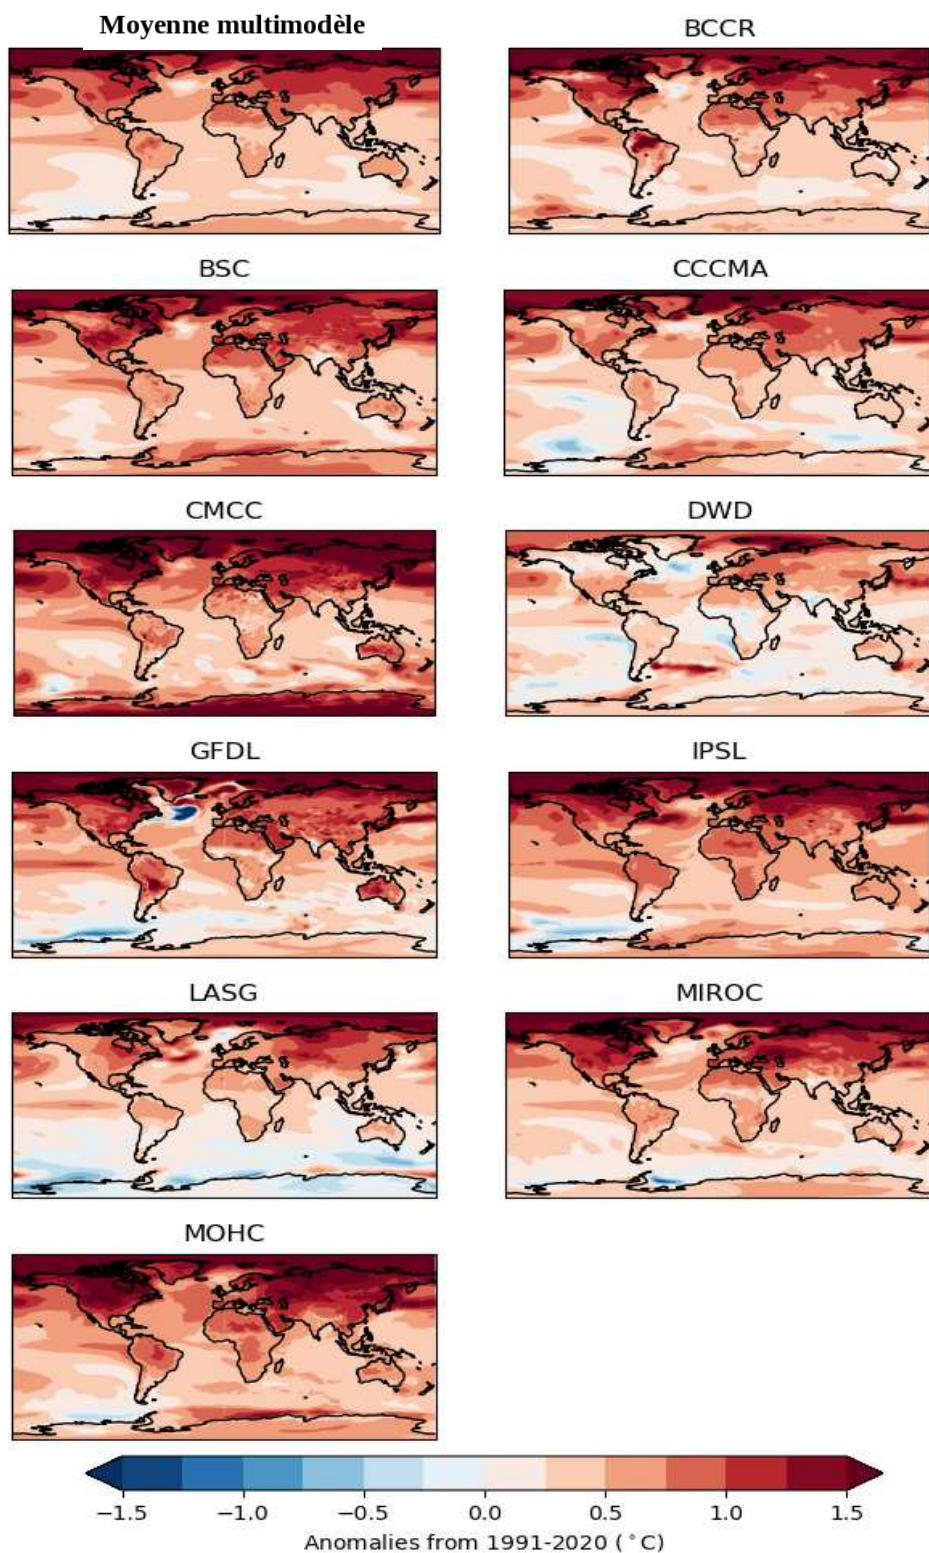 Moyenne multimodèle
BCCR
BSC
CCCMA
CMCC
DWD
GFDL
IPSL
LASG
MIROC
MOHC
−1.5 −1.0 −0.5 0.0 0.5 1.0 1.5
Anomalies from 1991-2020 (°C)